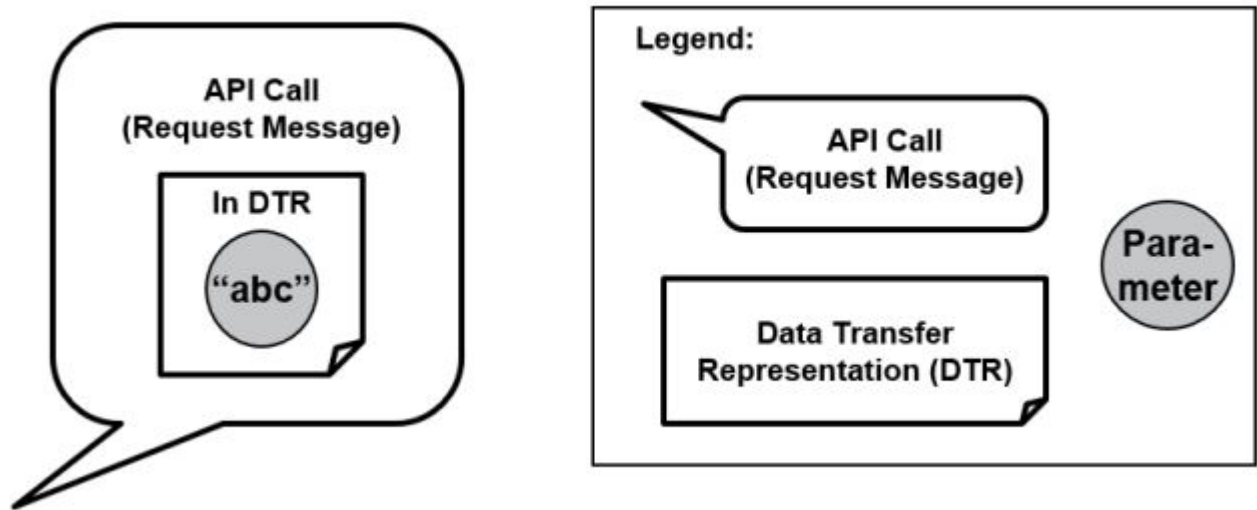 API Call
(Request Message)
In DTR
“abc”
Legend:
API Call
(Request Message)
Para-
meter
Data Transfer
Representation (DTR)